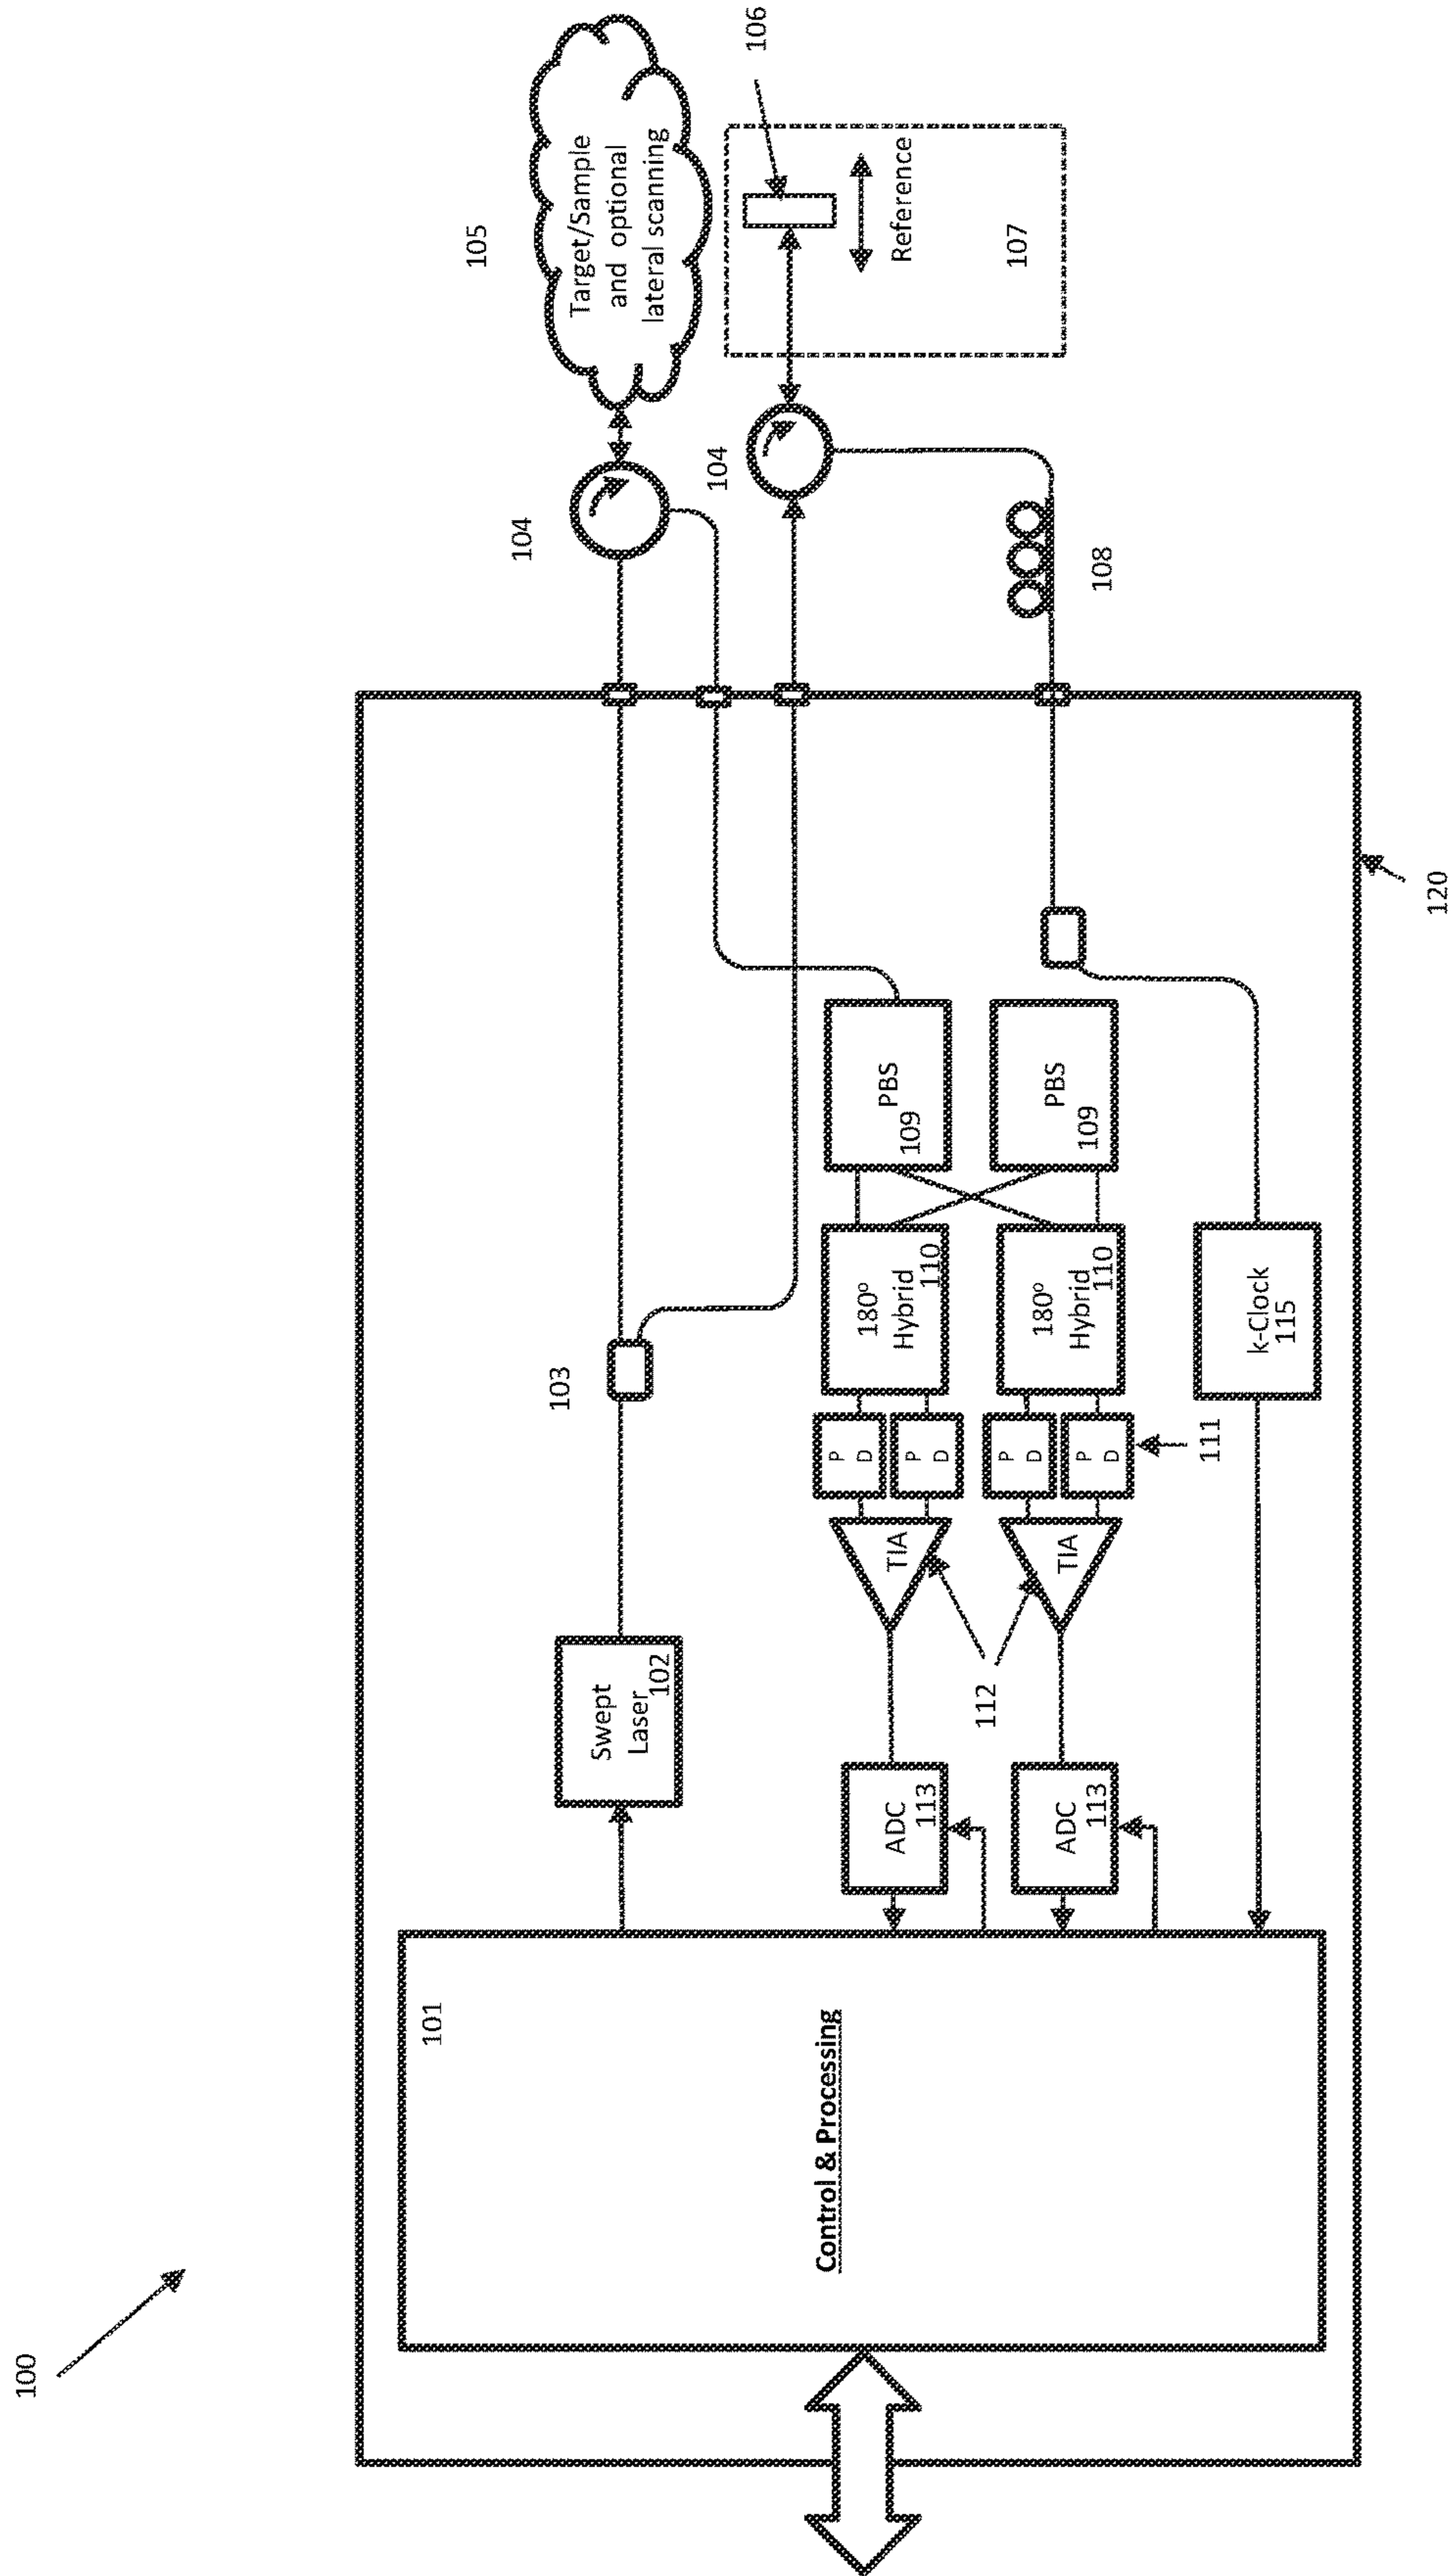 100
101
Control & Processing
Swept
Laser
102
103
104
105
Target/Sample
and optional
lateral scanning
104
106
Reference
107
108
PBS
109
PBS
109
180º
Hybrid
110
180º
Hybrid
110
P
D
P
D
P
D
P
D
111
TIA
TIA
112
ADC
113
ADC
113
k-Clock
115
120